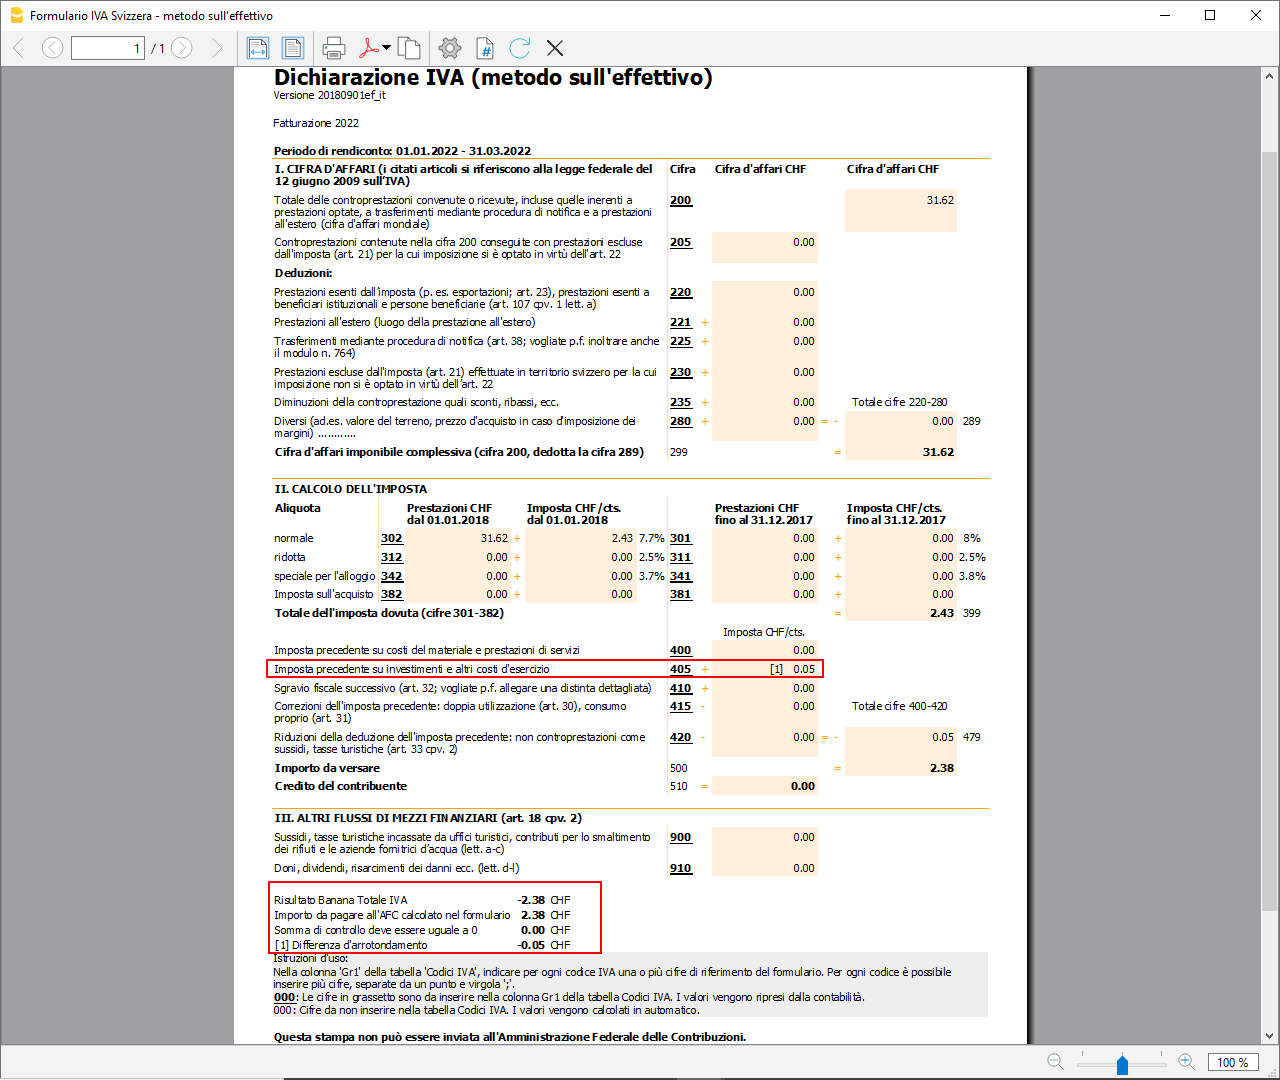 Formulario IVA Svizzera - metodo sull'effettivo
1 / 1
Dichiarazione IVA (metodo sull'effettivo)
Versione 20180901ef_it
Fatturazione 2022
Periodo di rendiconto: 01.01.2022 - 31.03.2022
I. CIFRA D'AFFARI (i citati articoli si riferiscono alla legge federale del Cifra Cifra d'affari CHF Cifra d'affari CHF
12 giugno 2009 sull'IVA)
Totale delle controprestazioni convenute o ricevute, incluse quelle inerenti a 200 31.62
prestazioni optate, a trasferimenti mediante procedura di notifica e a prestazioni
all'estero (cifra d'affari mondiale)
Controprestazioni contenute nella cifra 200 conseguite con prestazioni escluse 205 0.00
dall'imposta (art. 21) per la cui imposizione si è optato in virtù dell'art. 22
Deduzioni:
Prestazioni esenti dall'imposta (p. es. esportazioni; art. 23), prestazioni esenti a 220 0.00
beneficiari istituzionali e persone beneficiarie (art. 107 cpv. 1 lett. a)
Prestazioni all'estero (luogo della prestazione all'estero) 221 + 0.00
Trasferimenti mediante procedura di notifica (art. 38; vogliate p.f. inoltrare anche 225 + 0.00
il modulo n. 764)
Prestazioni escluse dall'imposta (art. 21) effettuate in territorio svizzero per la cui 230 + 0.00
imposizione non si è optato in virtù dell'art. 22
Diminuzioni della controprestazione quali sconti, ribassi, ecc. 235 + 0.00 Totale cifre 220-280
Diversi (ad.es. valore del terreno, prezzo d'acquisto in caso d'imposizione dei 280 + 0.00 = - 0.00 289
margini) ............
Cifra d'affari imponibile complessiva (cifra 200, dedotta la cifra 289) 299 = 31.62
II. CALCOLO DELL'IMPOSTA
Aliquota Prestazioni CHF Imposta CHF/cts. Prestazioni CHF Imposta CHF/cts.
dal 01.01.2018 dal 01.01.2018 fino al 31.12.2017 fino al 31.12.2017
normale 302 31.62 + 2.43 7.7% 301 0.00 + 0.00 8%
ridotta 312 0.00 + 0.00 2.5% 311 0.00 + 0.00 2.5%
speciale per l'alloggio 342 0.00 + 0.00 3.7% 341 0.00 + 0.00 3.8%
Imposta sull'acquisto 382 0.00 + 0.00 381 0.00 + 0.00
Totale dell'imposta dovuta (cifre 301-382) = 2.43 399
Imposta CHF/cts.
Imposta precedente su costi del materiale e prestazioni di servizi 400 0.00
Imposta precedente su investimenti e altri costi d'esercizio 405 + [1] 0.05
Sgravio fiscale successivo (art. 32; vogliate p.f. allegare una distinta dettagliata) 410 + 0.00
Correzioni dell'imposta precedente: doppia utilizzazione (art. 30), consumo 415 - 0.00 Totale cifre 400-420
proprio (art. 31)
Riduzioni della deduzione dell'imposta precedente: non controprestazioni come 420 - 0.00 = - 0.05 479
sussidi, tasse turistiche (art. 33 cpv. 2)
Importo da versare 500 = 2.38
Credito del contribuente 510 = 0.00
III. ALTRI FLUSSI DI MEZZI FINANZIARI (art. 18 cpv. 2)
Sussidi, tasse turistiche incassate da uffici turistici, contributi per lo smaltimento 900 0.00
dei rifiuti e le aziende fornitrici d'acqua (lett. a-c)
Doni, dividendi, risarcimenti dei danni ecc. (lett. d-l) 910 0.00
Risultato Banana Totale IVA -2.38 CHF
Importo da pagare all'AFC calcolato nel formulario 2.38 CHF
Somma di controllo deve essere uguale a 0 0.00 CHF
[1] Differenza d'arrotondamento -0.05 CHF
Istruzioni d'uso:
Nella colonna 'Gr1' della tabella 'Codici IVA', indicare per ogni codice IVA una o più cifre di riferimento del formulario. Per ogni codice è possibile
inserire più cifre, separate da un punto e virgola ';'.
000: Le cifre in grassetto sono da inserire nella colonna Gr1 della tabella Codici IVA. I valori vengono ripresi dalla contabilità.
000: Cifre da non inserire nella tabella Codici IVA. I valori vengono calcolati in automatico.
Questa stampa non può essere inviata all'Amministrazione Federale delle Contribuzioni.
100 %